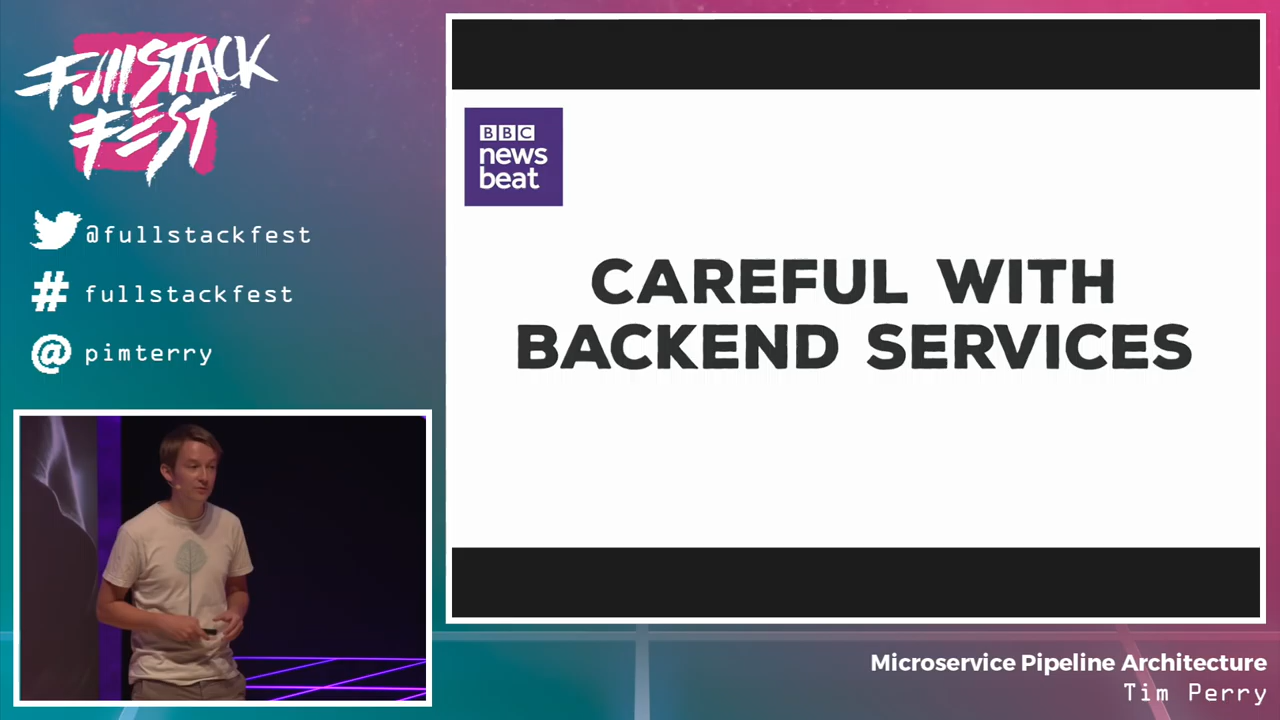 FullSTACK
FEST
@fullstackfest
# fullstackfest
@ pimterry
BBC
news
beat
CAREFUL WITH
BACKEND SERVICES
Microservice Pipeline Architecture
Tim Perry